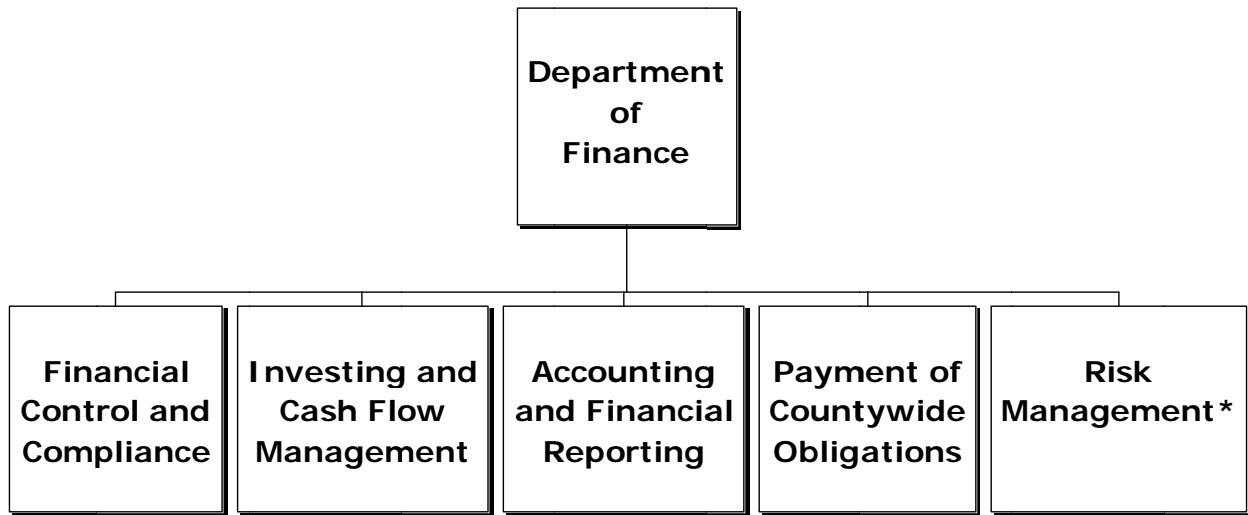 Department
of
Finance
Financial
Control and
Compliance
Investing and
Cash Flow
Management
Accounting
and Financial
Reporting
Payment of
Countywide
Obligations
Risk
Management*